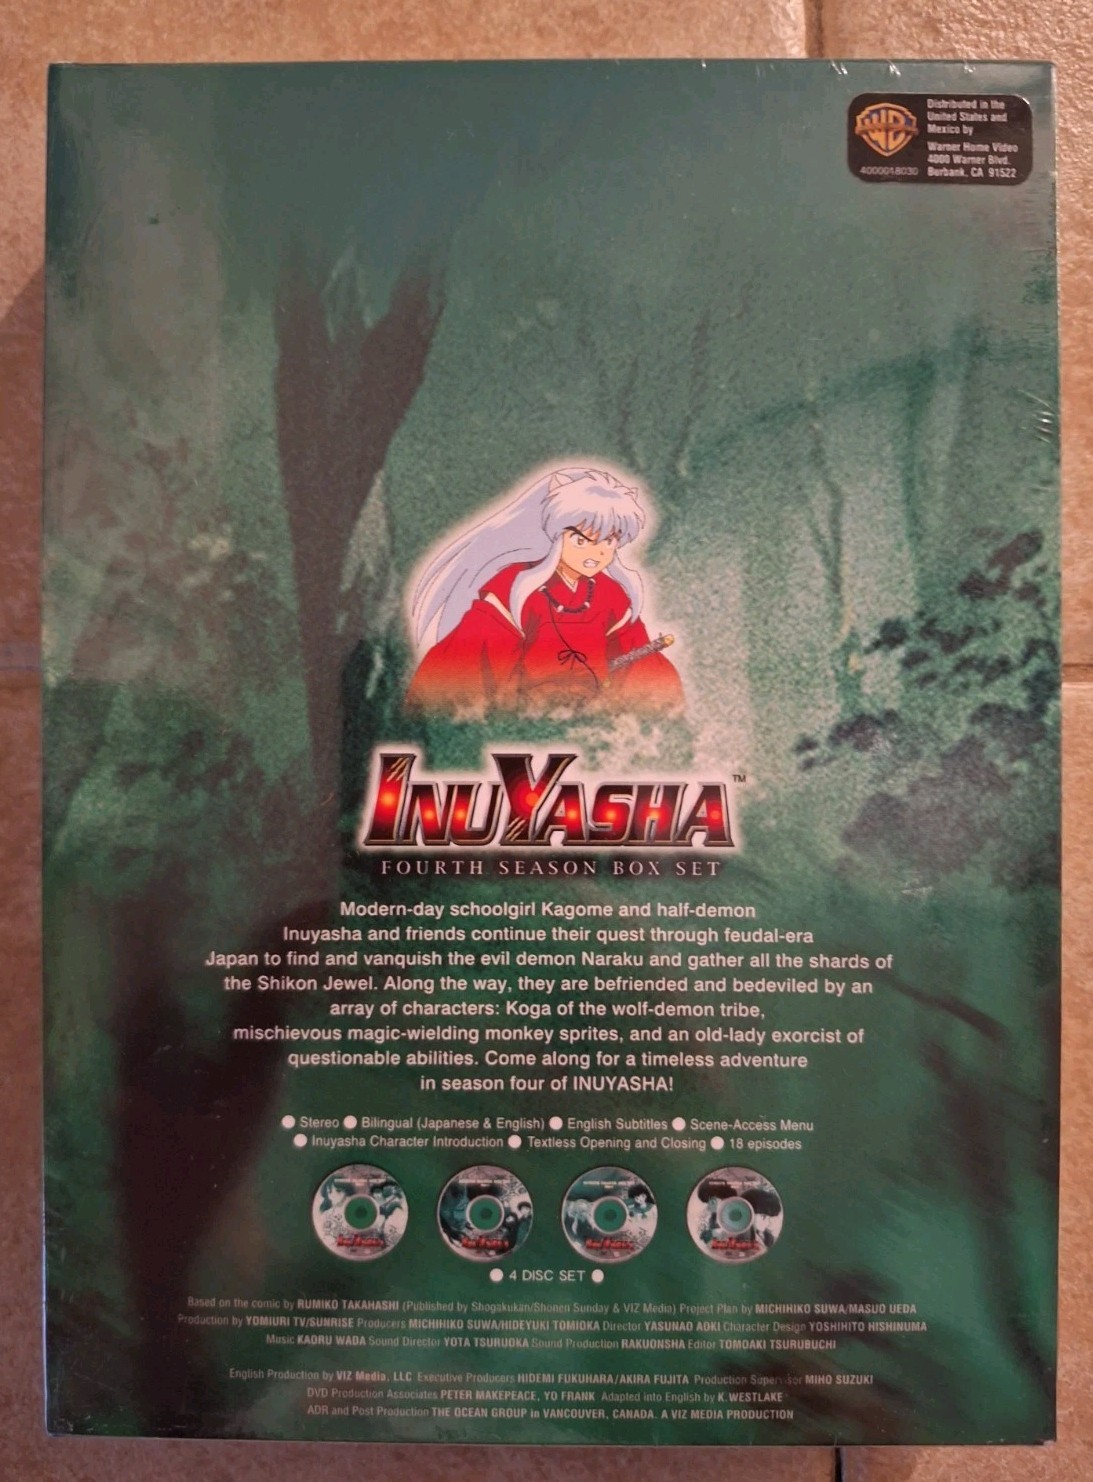 Distributed in the
United States and
Mexico by
Warner Home Video
4000 Warner Blvd.
Burbank, CA 91522
4000018030
INUYASHA™
FOURTH SEASON BOX SET
Modern-day schoolgirl Kagome and half-demon
Inuyasha and friends continue their quest through feudal-era
Japan to find and vanquish the evil demon Naraku and gather all the shards of
the Shikon Jewel. Along the way, they are befriended and bedeviled by an
array of characters: Koga of the wolf-demon tribe,
mischievous magic-wielding monkey sprites, and an old-lady exorcist of
questionable abilities. Come along for a timeless adventure
in season four of INUYASHA!
● Stereo ● Bilingual (Japanese & English) ● English Subtitles ● Scene-Access Menu
● Inuyasha Character Introduction ● Textless Opening and Closing ● 18 episodes
● 4 DISC SET ●
Based on the comic by RUMIKO TAKAHASHI (Published by Shogakukan/Shonen Sunday & VIZ Media) Project Plan by MICHIHIKO SUWA/MASUO UEDA
Production by YOMIURI TV/SUNRISE Producers MICHIHIKO SUWA/HIDEYUKI TOMIOKA Director YASUNAO AOKI Character Design YOSHIHITO HISHINUMA
Music KAORU WADA Sound Director YOTA TSURUOKA Sound Production RAKUONSHA Editor TOMOAKI TSURUBUCHI
English Production by VIZ Media, LLC Executive Producers HIDEMI FUKUHARA/AKIRA FUJITA Production Supervisor MIHO SUZUKI
DVD Production Associates PETER MAKEPEACE, YO FRANK Adapted into English by K. WESTLAKE
ADR and Post Production THE OCEAN GROUP in VANCOUVER, CANADA. A VIZ MEDIA PRODUCTION